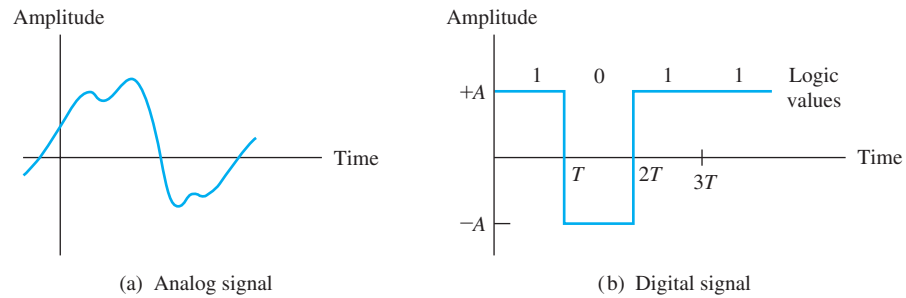 Amplitude
Time
(a) Analog signal
Amplitude
1 0 1 1
Logic
values
+A
Time
T 2T 3T
−A
(b) Digital signal